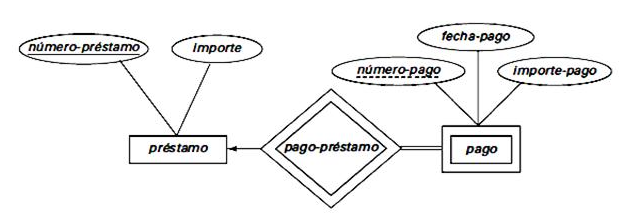 fecha-pago
número-préstamo
importe
número-pago
importe-pago
préstamo
pago-préstamo
pago